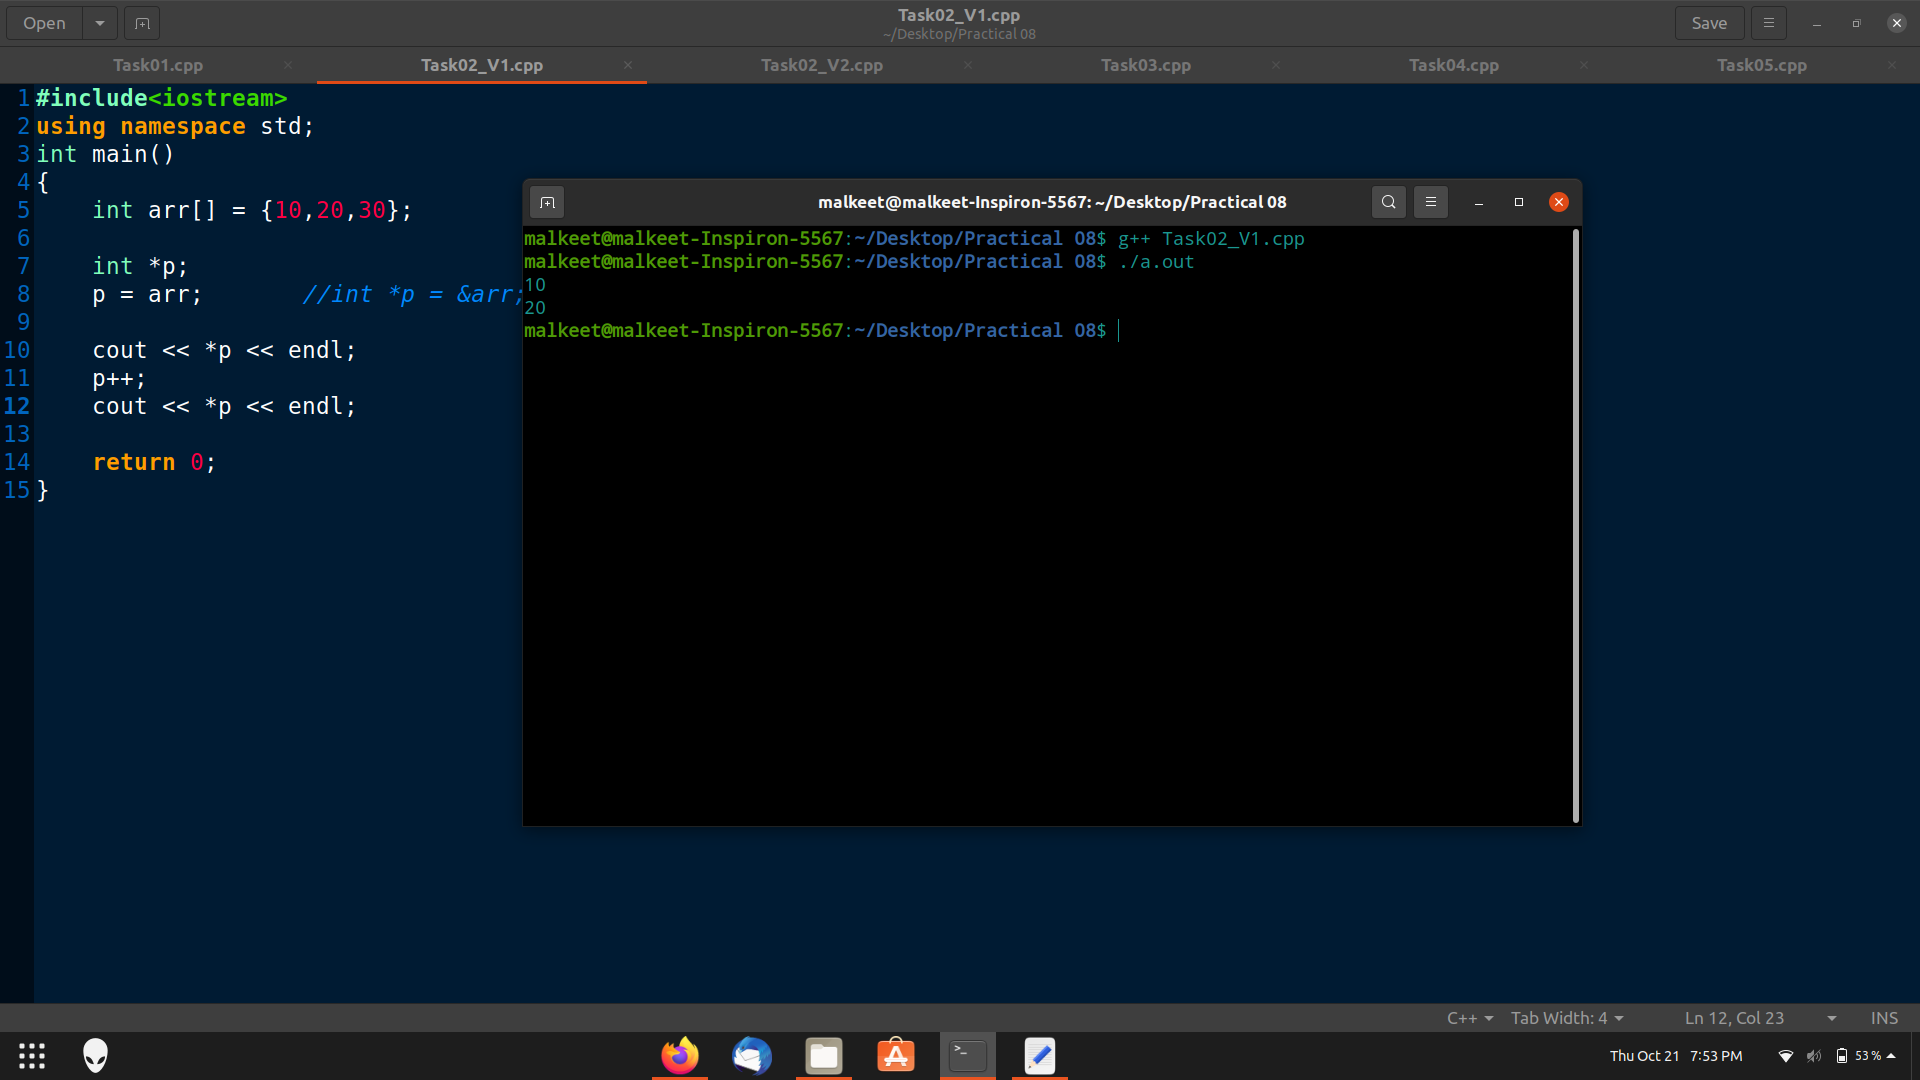 Open
Task02_V1.cpp
~/Desktop/Practical 08
Save
Task01.cpp
Task02_V1.cpp
Task02_V2.cpp
Task03.cpp
Task04.cpp
Task05.cpp
1 #include<iostream>
2 using namespace std;
3 int main()
4 {
5 int arr[] = {10,20,30};
6
7 int *p;
8 p = arr; //int *p = &arr;
9
10 cout << *p << endl;
11 p++;
12 cout << *p << endl;
13
14 return 0;
15 }
malkeet@malkeet-Inspiron-5567: ~/Desktop/Practical 08
malkeet@malkeet-Inspiron-5567:~/Desktop/Practical 08$ g++ Task02_V1.cpp
malkeet@malkeet-Inspiron-5567:~/Desktop/Practical 08$ ./a.out
10
20
malkeet@malkeet-Inspiron-5567:~/Desktop/Practical 08$
C++ Tab Width: 4 Ln 12, Col 23 INS
Thu Oct 21 7:53 PM 53%